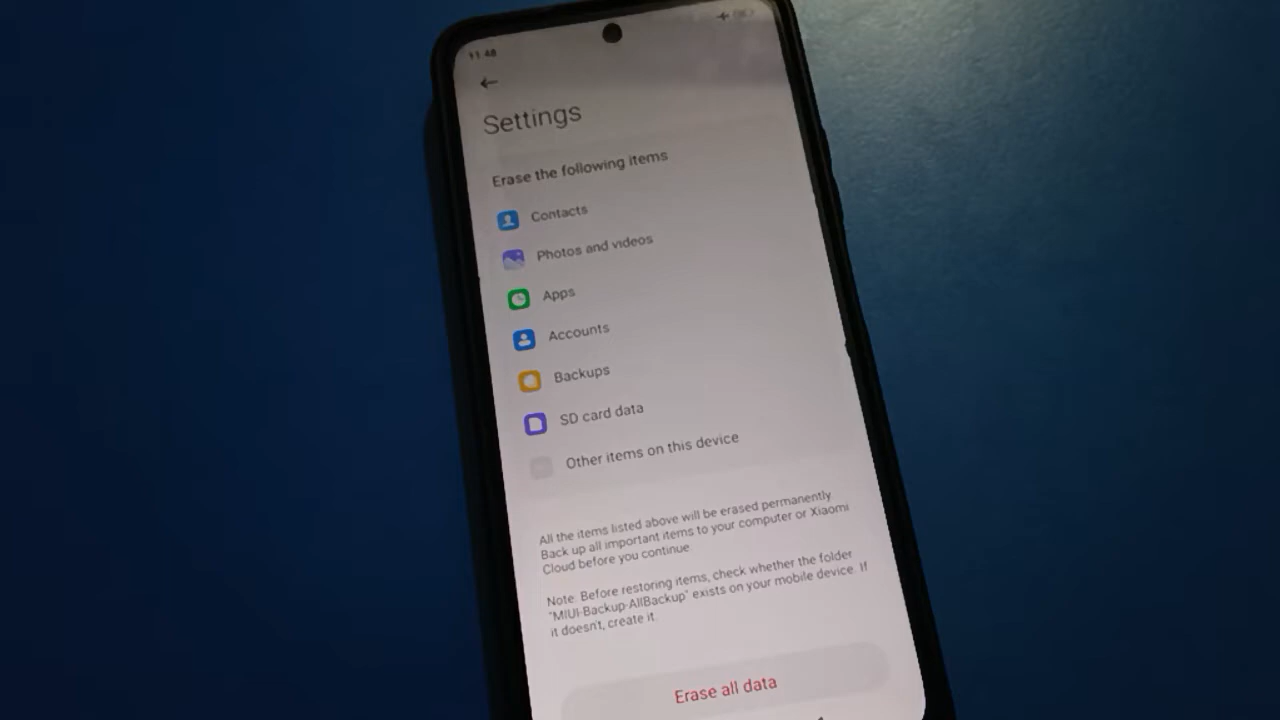 11:48
Settings
Erase the following items
Contacts
Photos and videos
Apps
Accounts
Backups
SD card data
Other items on this device
All the items listed above will be erased permanently
Back up all important items to your computer or Xiaomi
Cloud before you continue.
Note: Before restoring items, check whether the folder
"MIUI-Backup-AllBackup" exists on your mobile device. If
it doesn't, create it.
Erase all data